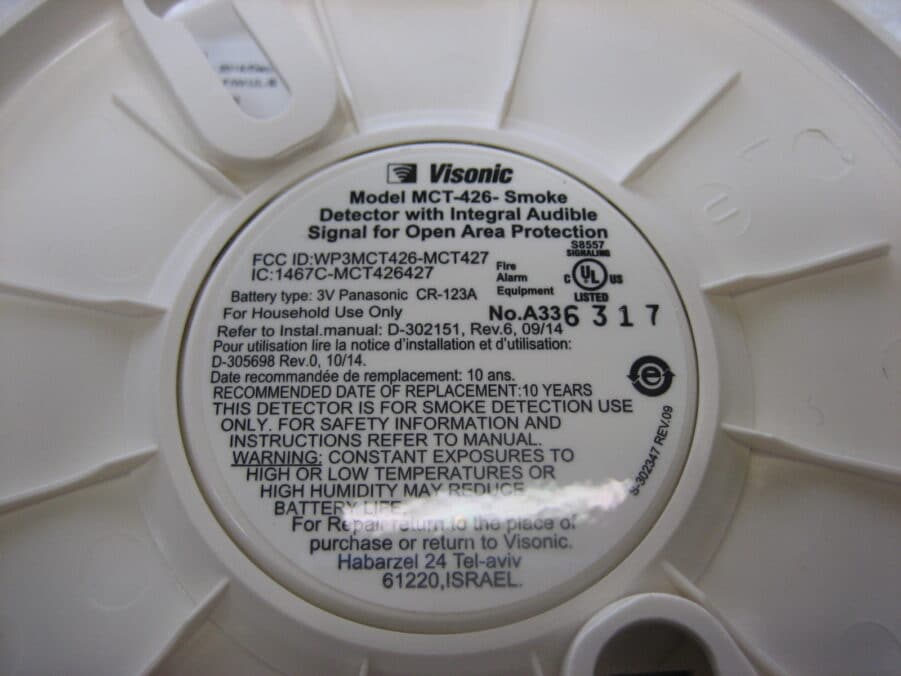 Visonic
Model MCT-426- Smoke
Detector with Integral Audible
Signal for Open Area Protection
FCC ID:WP3MCT426-MCT427
IC:1467C-MCT426427
Fire
Alarm
Equipment
S8557
SIGNALING
C UL US
LISTED
Battery type: 3V Panasonic CR-123A
For Household Use Only
No.A336317
Refer to Instal.manual: D-302151, Rev.6, 09/14
Pour utilisation lire la notice d'installation et d'utilisation:
D-305698 Rev.0, 10/14.
Date recommandée de remplacement: 10 ans.
RECOMMENDED DATE OF REPLACEMENT:10 YEARS
THIS DETECTOR IS FOR SMOKE DETECTION USE
ONLY. FOR SAFETY INFORMATION AND
INSTRUCTIONS REFER TO MANUAL.
WARNING: CONSTANT EXPOSURES TO
HIGH OR LOW TEMPERATURES OR
HIGH HUMIDITY MAY REDUCE
BATTERY LIFE.
For Repair return to the place of
purchase or return to Visonic.
Habarzel 24 Tel-aviv
61220,ISRAEL.
e
S-302347 REV.09